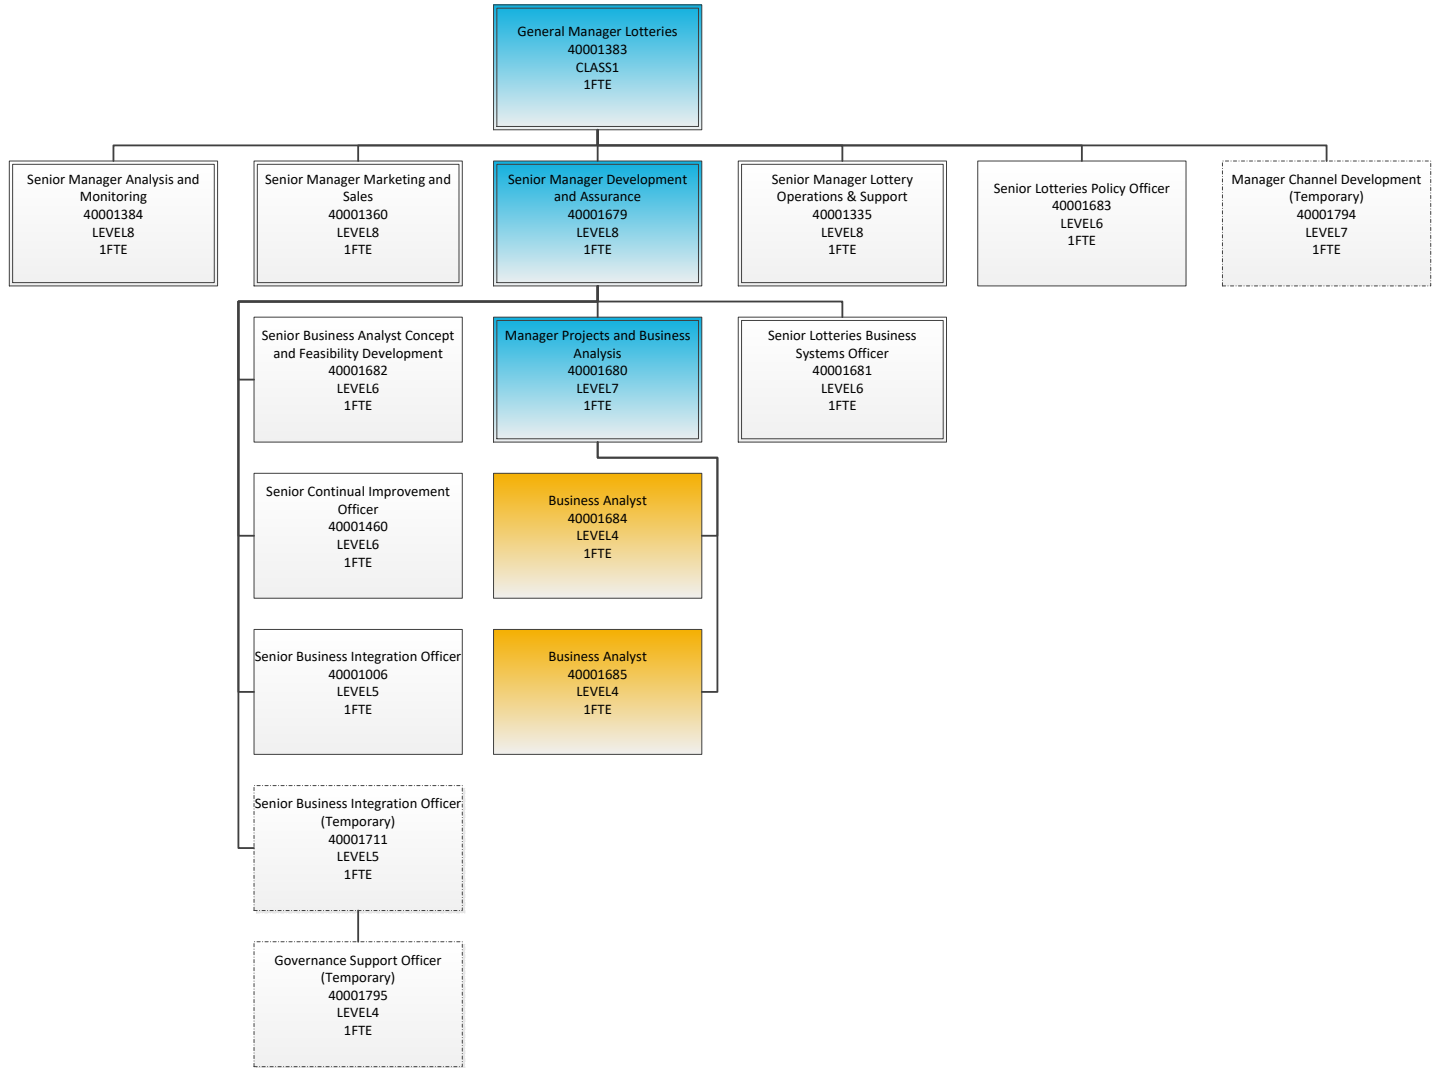 General Manager Lotteries
40001383
CLASS1
1FTE
Senior Manager Analysis and
Monitoring
40001384
LEVEL8
1FTE
Senior Manager Marketing and
Sales
40001360
LEVEL8
1FTE
Senior Manager Development
and Assurance
40001679
LEVEL8
1FTE
Senior Manager Lottery
Operations & Support
40001335
LEVEL8
1FTE
Senior Lotteries Policy Officer
40001683
LEVEL6
1FTE
Manager Channel Development
(Temporary)
40001794
LEVEL7
1FTE
Senior Business Analyst Concept
and Feasibility Development
40001682
LEVEL6
1FTE
Manager Projects and Business
Analysis
40001680
LEVEL7
1FTE
Senior Lotteries Business
Systems Officer
40001681
LEVEL6
1FTE
Senior Continual Improvement
Officer
40001460
LEVEL6
1FTE
Business Analyst
40001684
LEVEL4
1FTE
Senior Business Integration Officer
40001006
LEVEL5
1FTE
Business Analyst
40001685
LEVEL4
1FTE
Senior Business Integration Officer
(Temporary)
40001711
LEVEL5
1FTE
Governance Support Officer
(Temporary)
40001795
LEVEL4
1FTE